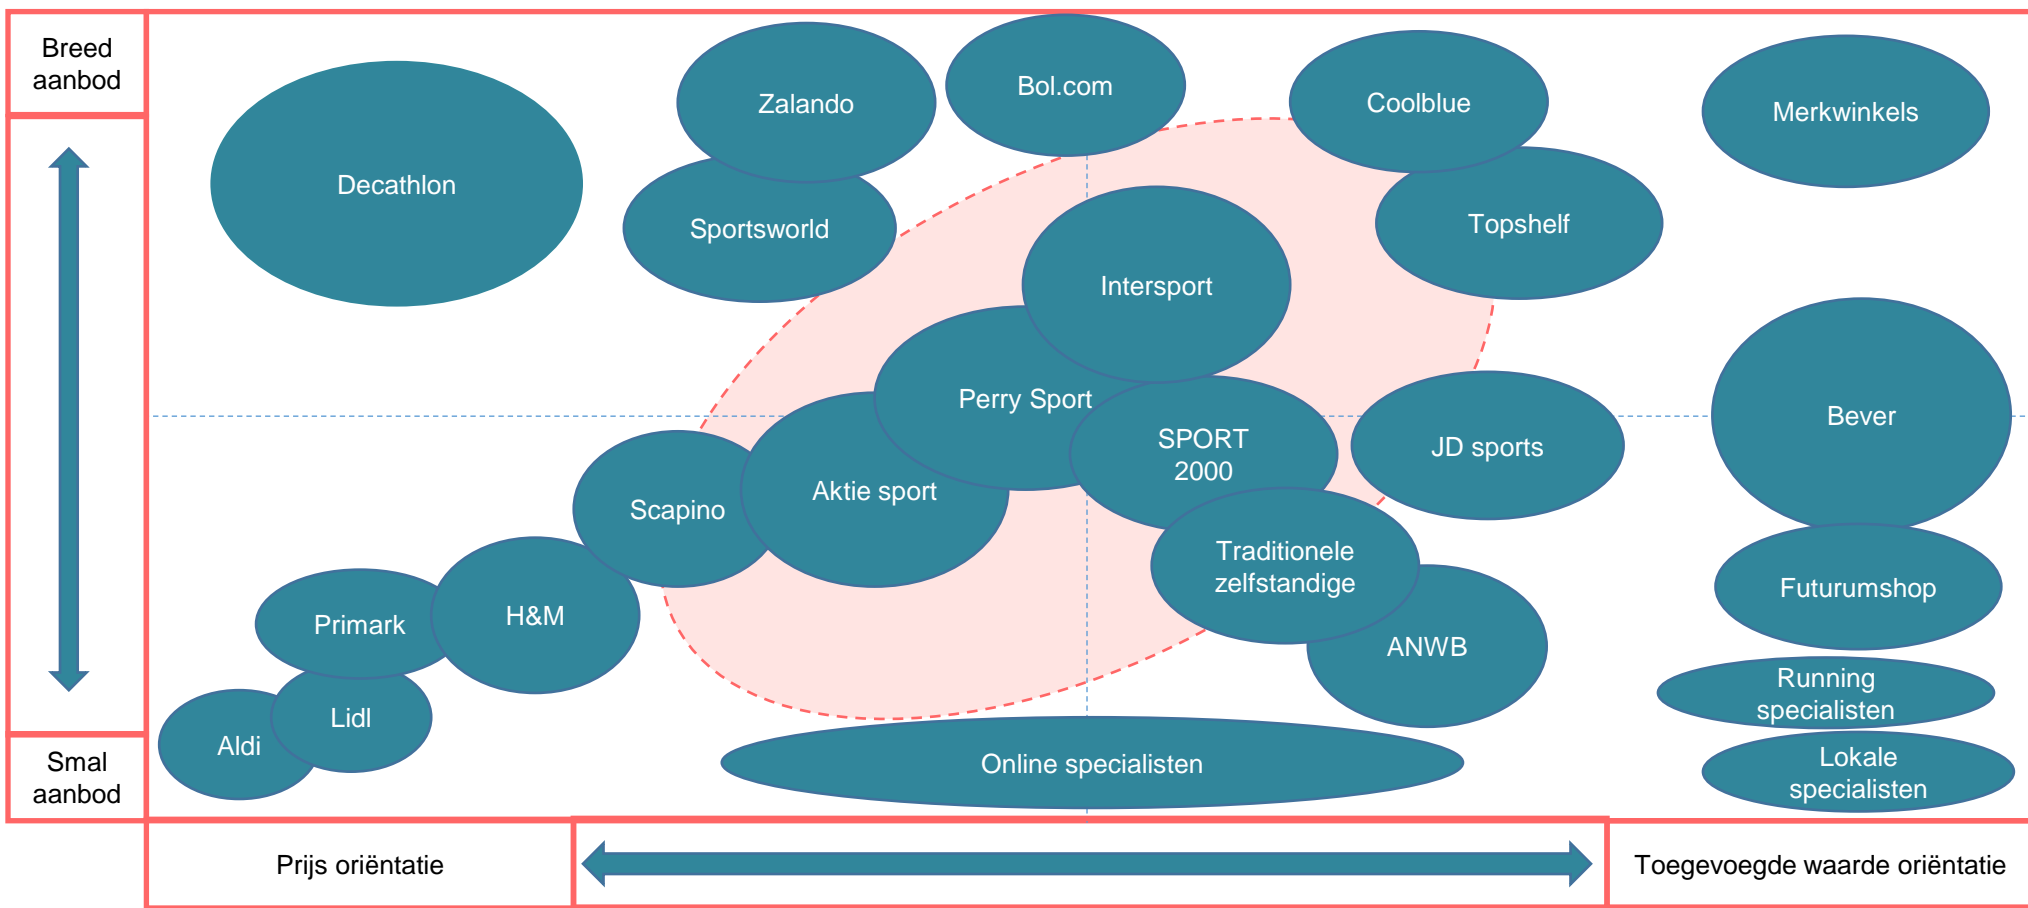 Breed
aanbod
Decathlon
Zalando
Sportsworld
Bol.com
Coolblue
Topshelf
Merkwinkels
Intersport
Perry Sport
SPORT
2000
JD sports
Bever
Aktie sport
Scapino
Traditionele
zelfstandige
ANWB
Futurumshop
H&M
Primark
Lidl
Aldi
Running
specialisten
Online specialisten
Lokale
specialisten
Smal
aanbod
Prijs oriëntatie
Toegevoegde waarde oriëntatie